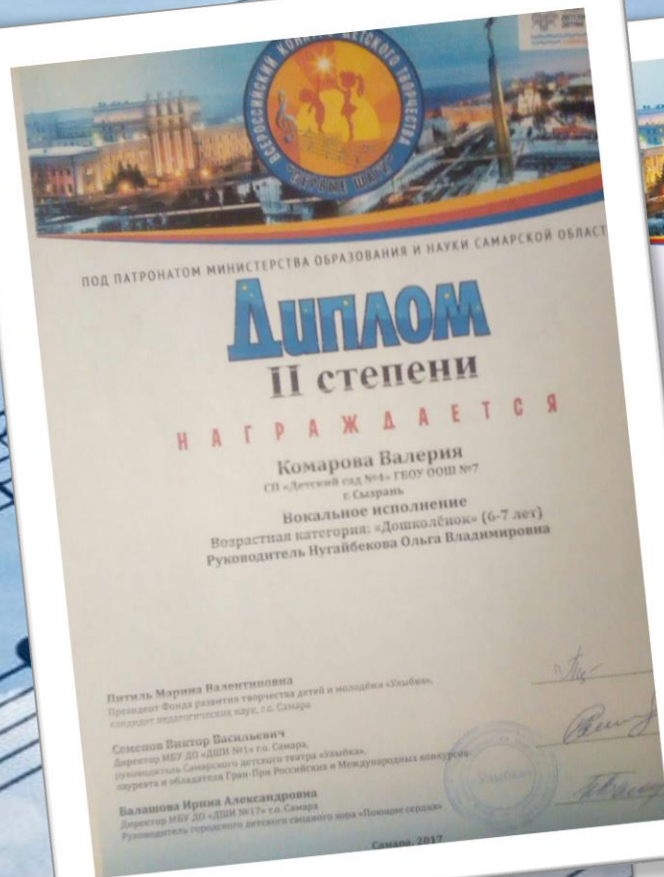 ВСЕРОССИЙСКИЙ КОНКУРС ДЕТСКОГО ТВОРЧЕСТВА
"ПЕРВЫЕ ШАГИ"
ПОД ПАТРОНАТОМ МИНИСТЕРСТВА ОБРАЗОВАНИЯ И НАУКИ САМАРСКОЙ ОБЛАСТ
Диплом
II степени
НАГРАЖДАЕТСЯ
Комарова Валерия
СП «Детский сад №4» ГБОУ ООШ №7
г. Сызрань
Вокальное исполнение
Возрастная категория: «Дошколёнок» (6-7 лет)
Руководитель Нугайбекова Ольга Владимировна
Питиль Марина Валентиновна
Президент Фонда развития творчества детей и молодёжи «Улыбка»,
кандидат педагогических наук, г.о. Самара
Семенов Виктор Васильевич
Директор МБУ ДО «ДШИ №1» г.о. Самара,
руководитель Самарского детского театра «Улыбка»,
лауреата и обладателя Гран-При Российских и Международных конкурсов
Балашова Ирина Александровна
Директор МБУ ДО «ДШИ №17» г.о. Самара
Руководитель городского детского сводного хора «Поющие сердца»
«Улыбка»
Самара, 2017